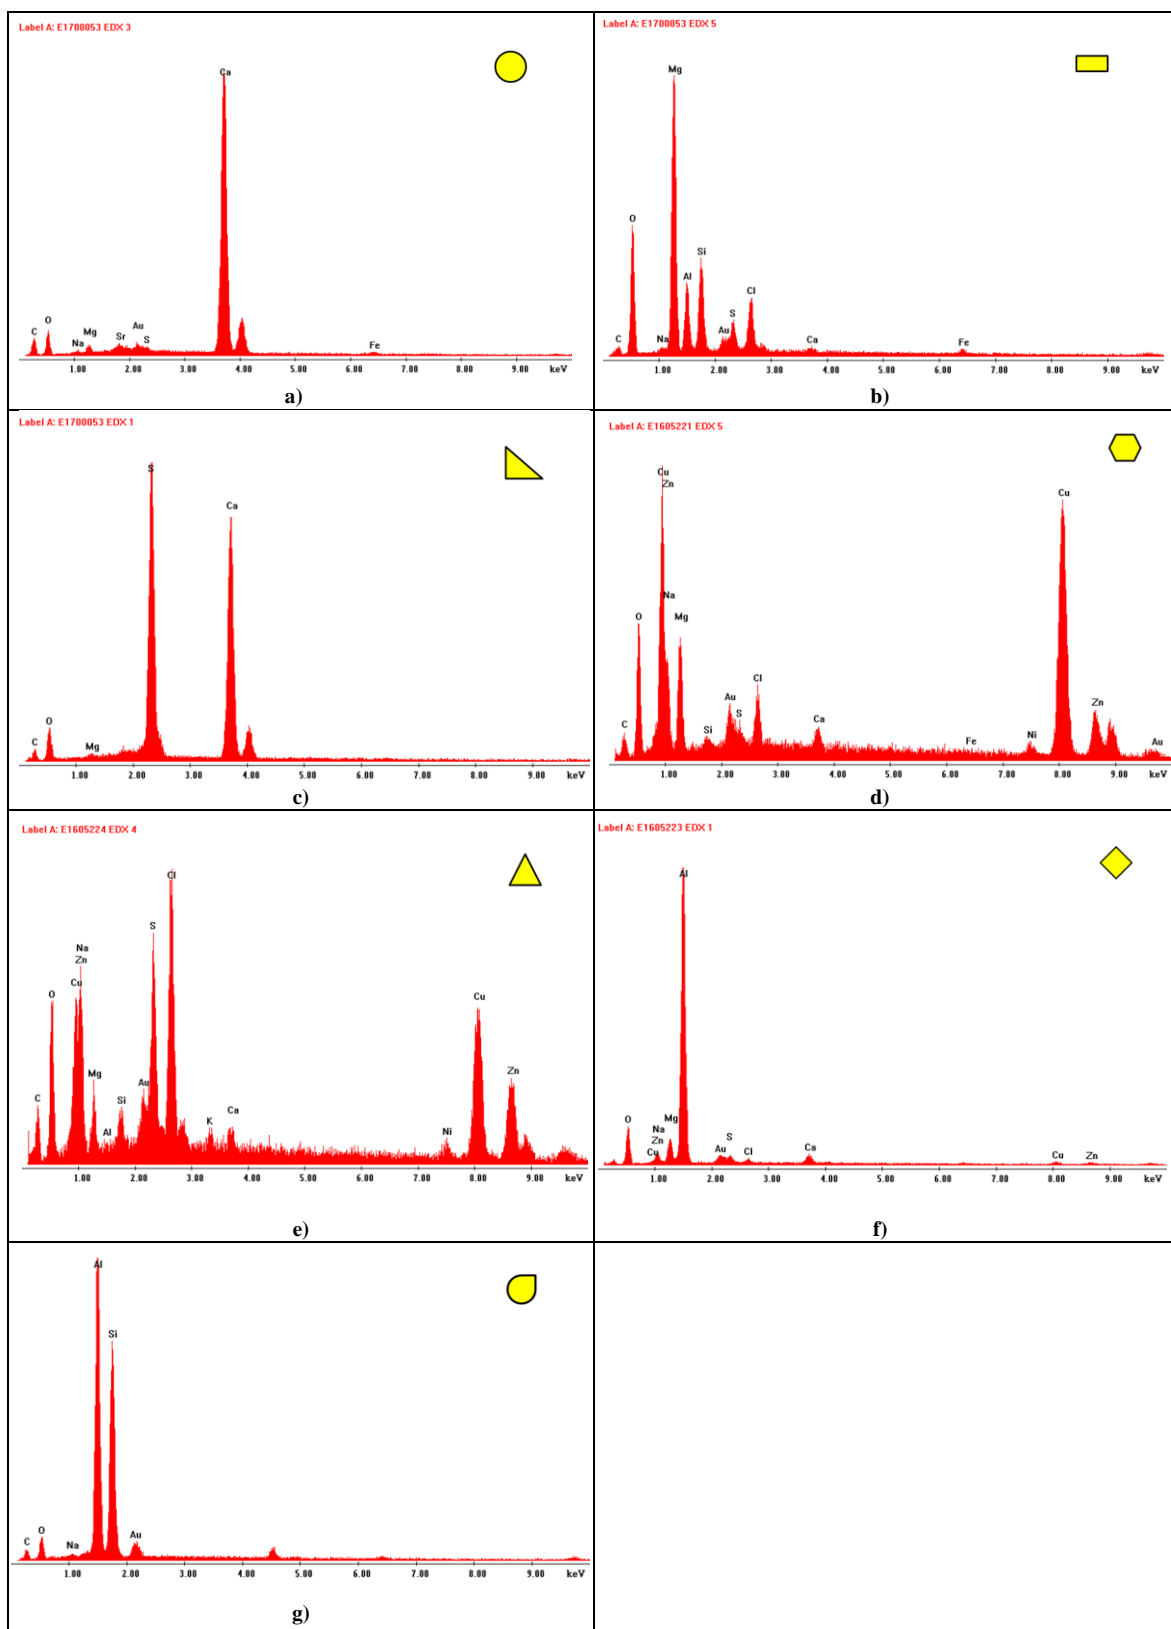 Label A: E1700053 EDX 3
Ca
C
O
Na
Mg
Sr
Au
S
Fe
1.00 2.00 3.00 4.00 5.00 6.00 7.00 8.00 9.00 keV
a)
Label A: E1700053 EDX 5
Mg
O
Si
Al
Cl
S
Au
C
Na
Ca
Fe
1.00 2.00 3.00 4.00 5.00 6.00 7.00 8.00 9.00 keV
b)
Label A: E1700053 EDX 1
S
Ca
O
C
Mg
1.00 2.00 3.00 4.00 5.00 6.00 7.00 8.00 9.00 keV
c)
Label A: E1605221 EDX 5
Cu
Zn
Cu
Na
O
Mg
Cl
Au
S
Ca
C
Si
Fe
Ni
Zn
Au
1.00 2.00 3.00 4.00 5.00 6.00 7.00 8.00 9.00 keV
d)
Label A: E1605224 EDX 4
Cl
S
Na
Zn
Cu
O
Cu
Mg
Zn
Au
C
Si
Al
K
Ca
Ni
1.00 2.00 3.00 4.00 5.00 6.00 7.00 8.00 9.00 keV
e)
Label A: E1605223 EDX 1
Al
O
Mg
Na
Zn
Cu
Au
S
Cl
Ca
Cu
Zn
1.00 2.00 3.00 4.00 5.00 6.00 7.00 8.00 9.00 keV
f)
Al
Si
C
O
Na
Au
1.00 2.00 3.00 4.00 5.00 6.00 7.00 8.00 9.00 keV
g)